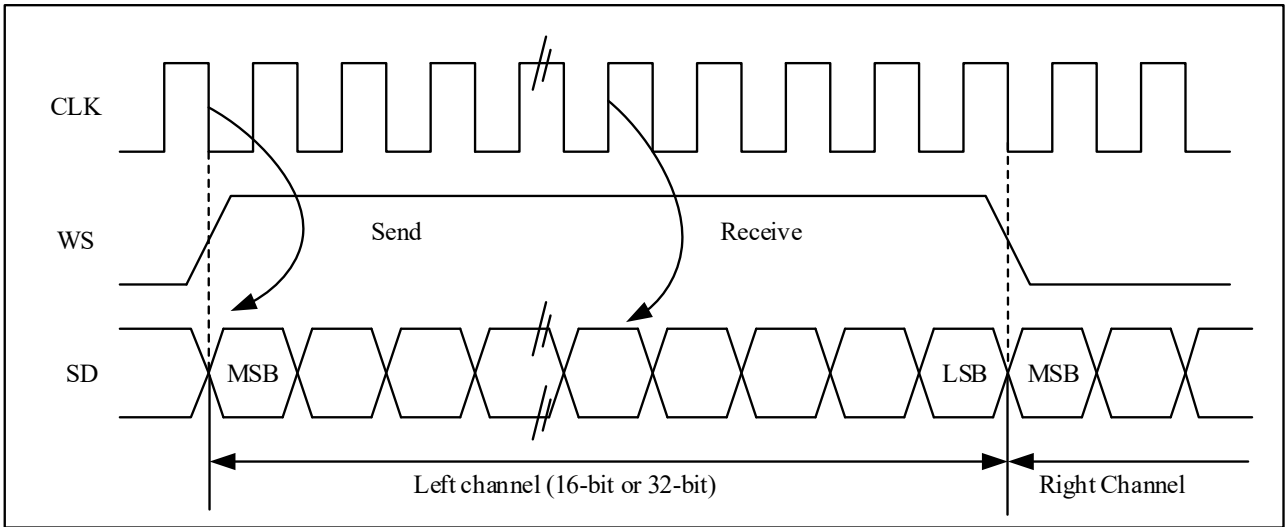 CLK
WS
Send
Receive
SD
MSB
LSB
MSB
Left channel (16-bit or 32-bit)
Right Channel